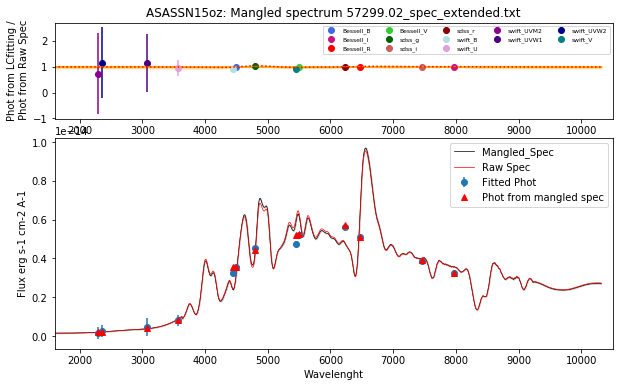 ASASSN15oz: Mangled spectrum 57299.02_spec_extended.txt
Phot from LCfitting /
Phot from Raw Spec
2
1
0
-1
Bessell_B
Bessell_I
Bessell_R
Bessell_V
sdss_g
sdss_i
sdss_r
swift_B
swift_U
swift_UVM2
swift_UVW1
swift_UVW2
swift_V
2000 3000 4000 5000 6000 7000 8000 9000 10000
1e-14
Flux erg s-1 cm-2 A-1
1.0
0.8
0.6
0.4
0.2
0.0
Mangled_Spec
Raw Spec
Fitted Phot
Phot from mangled spec
2000 3000 4000 5000 6000 7000 8000 9000 10000
Wavelenght